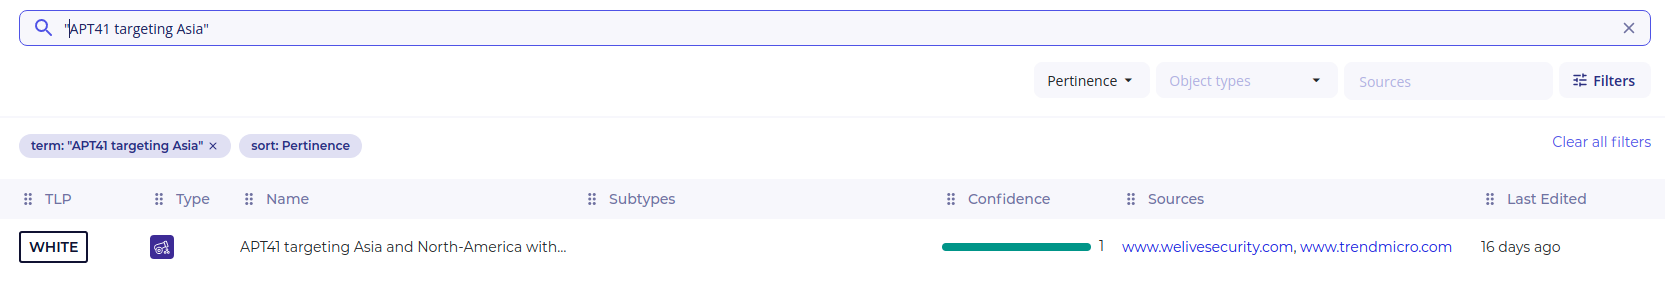 "APT41 targeting Asia"
Pertinence Object types Sources Filters
term: "APT41 targeting Asia" × sort: Pertinence Clear all filters
TLP Type Name Subtypes Confidence Sources Last Edited
WHITE APT41 targeting Asia and North-America with... 1 www.welivesecurity.com, www.trendmicro.com 16 days ago